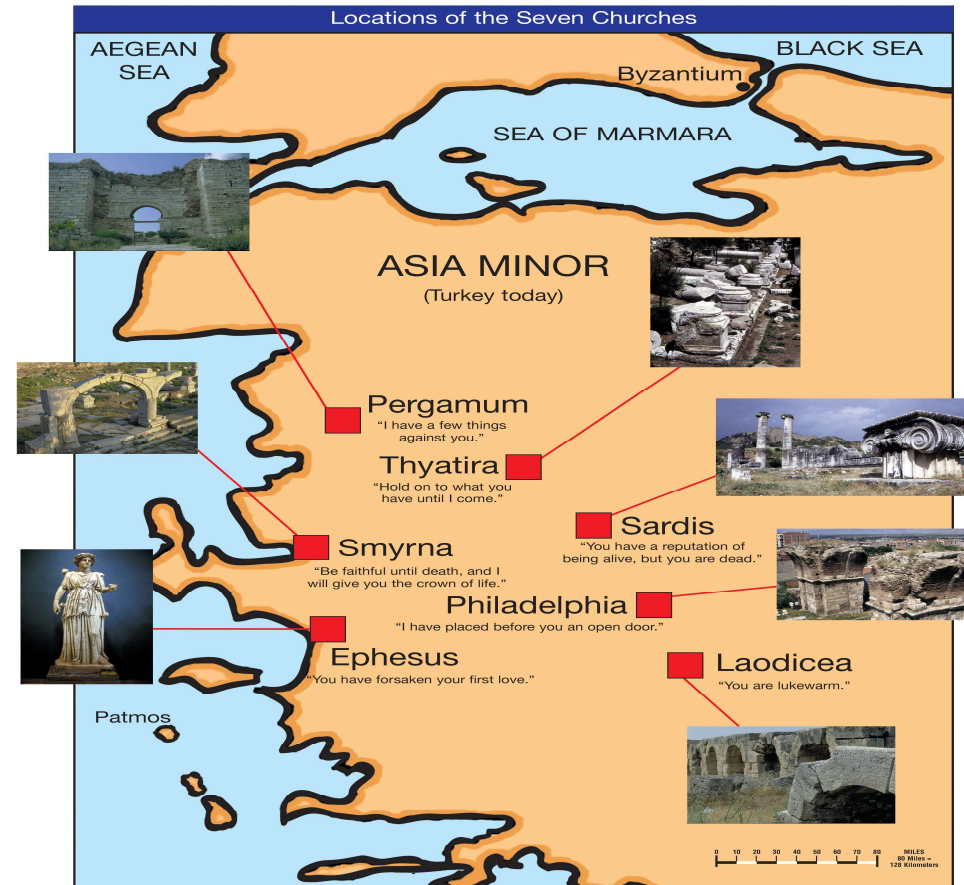 Locations of the Seven Churches
AEGEAN
SEA
BLACK SEA
Byzantium
SEA OF MARMARA
ASIA MINOR
(Turkey today)
Pergamum
“I have a few things
against you.”
Thyatira
“Hold on to what you
have until I come.”
Sardis
“You have a reputation of
being alive, but you are dead.”
Smyrna
“Be faithful until death, and I
will give you the crown of life.”
Philadelphia
“I have placed before you an open door.”
Ephesus
“You have forsaken your first love.”
Laodicea
“You are lukewarm.”
Patmos
0 10 20 30 40 50 60 70 80
MILES
80 Miles =
128 Kilometers